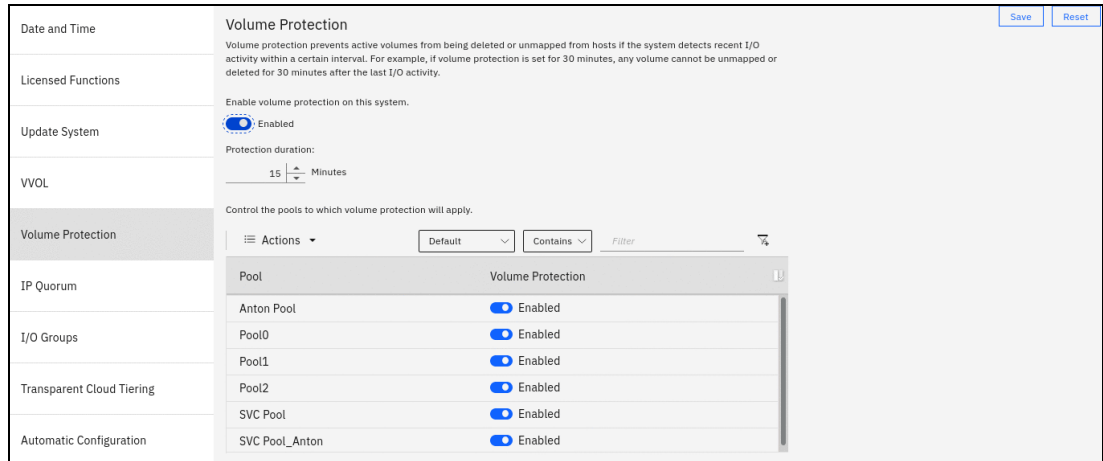 Date and Time
Licensed Functions
Update System
VVOL
Volume Protection
IP Quorum
I/O Groups
Transparent Cloud Tiering
Automatic Configuration
Volume Protection
Save
Reset
Volume protection prevents active volumes from being deleted or unmapped from hosts if the system detects recent I/O
activity within a certain interval. For example, if volume protection is set for 30 minutes, any volume cannot be unmapped or
deleted for 30 minutes after the last I/O activity.
Enable volume protection on this system.
Enabled
Protection duration:
15 Minutes
Control the pools to which volume protection will apply.
Actions Default Contains Filter
Pool Volume Protection
Anton Pool Enabled
Pool0 Enabled
Pool1 Enabled
Pool2 Enabled
SVC Pool Enabled
SVC Pool_Anton Enabled